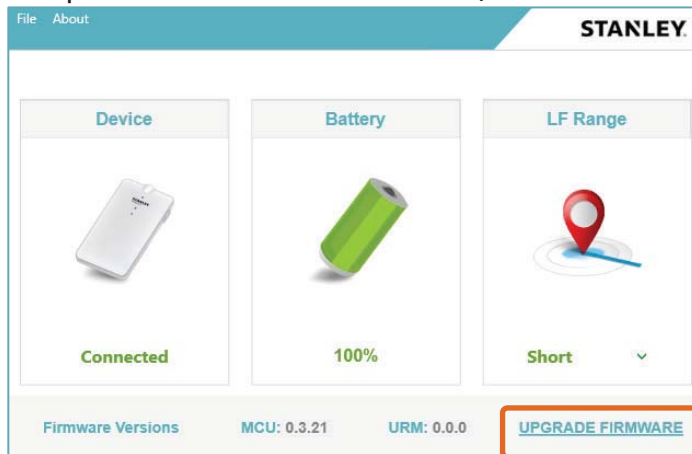 File About
STANLEY.
Device
Battery
LF Range
Connected
100%
Short
Firmware Versions MCU: 0.3.21 URM: 0.0.0 UPGRADE FIRMWARE